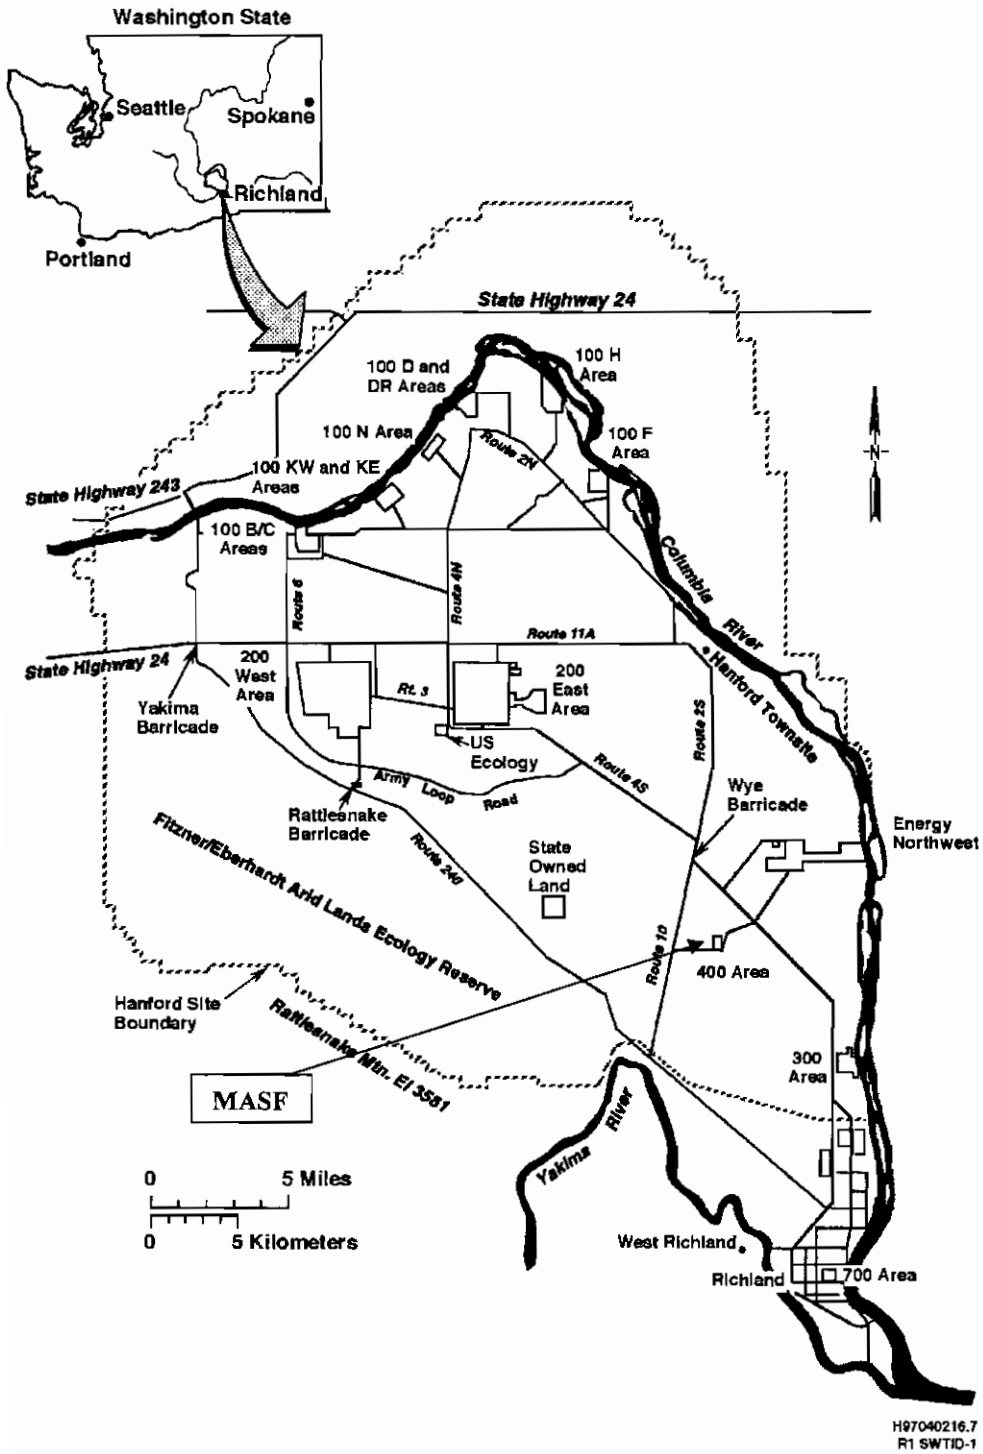 Washington State
Seattle
Spokane
Richland
Portland
State Highway 24
100 D and
DR Areas
100 H
Area
100 N Area
Route 2N
100 F
Area
100 KW and KE
Areas
State Highway 243
100 B/C
Areas
Columbia
River
Route 6
Route 4N
Route 11A
State Highway 24
200
West
Area
Rt. 3
200
East
Area
Hanford Townsite
Yakima
Barricade
US
Ecology
Route 2S
Army Loop Road
Route 4S
Wye
Barricade
Rattlesnake
Barricade
Energy
Northwest
Fitzner/Eberhardt Arid Lands Ecology Reserve
Route 240
State
Owned
Land
Route 10
400 Area
Hanford Site
Boundary
Rattlesnake Mtn. El 3581
300
Area
MASF
Yakima
River
0 5 Miles
0 5 Kilometers
West Richland
Richland
700 Area
N
H97040216.7
R1 SWTID-1